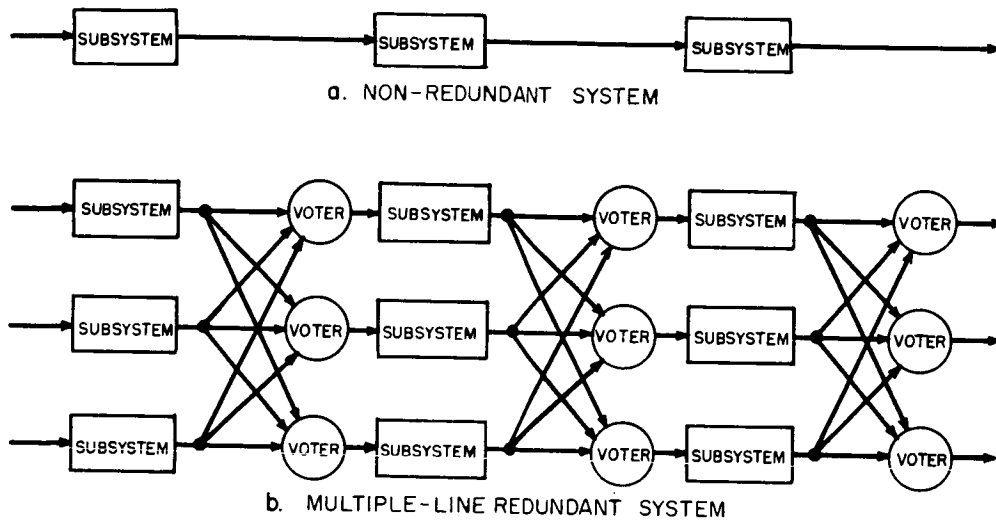 SUBSYSTEM SUBSYSTEM SUBSYSTEM
a. NON-REDUNDANT SYSTEM
SUBSYSTEM VOTER SUBSYSTEM VOTER SUBSYSTEM VOTER
SUBSYSTEM VOTER SUBSYSTEM VOTER SUBSYSTEM VOTER
SUBSYSTEM VOTER SUBSYSTEM VOTER SUBSYSTEM VOTER
b. MULTIPLE-LINE REDUNDANT SYSTEM